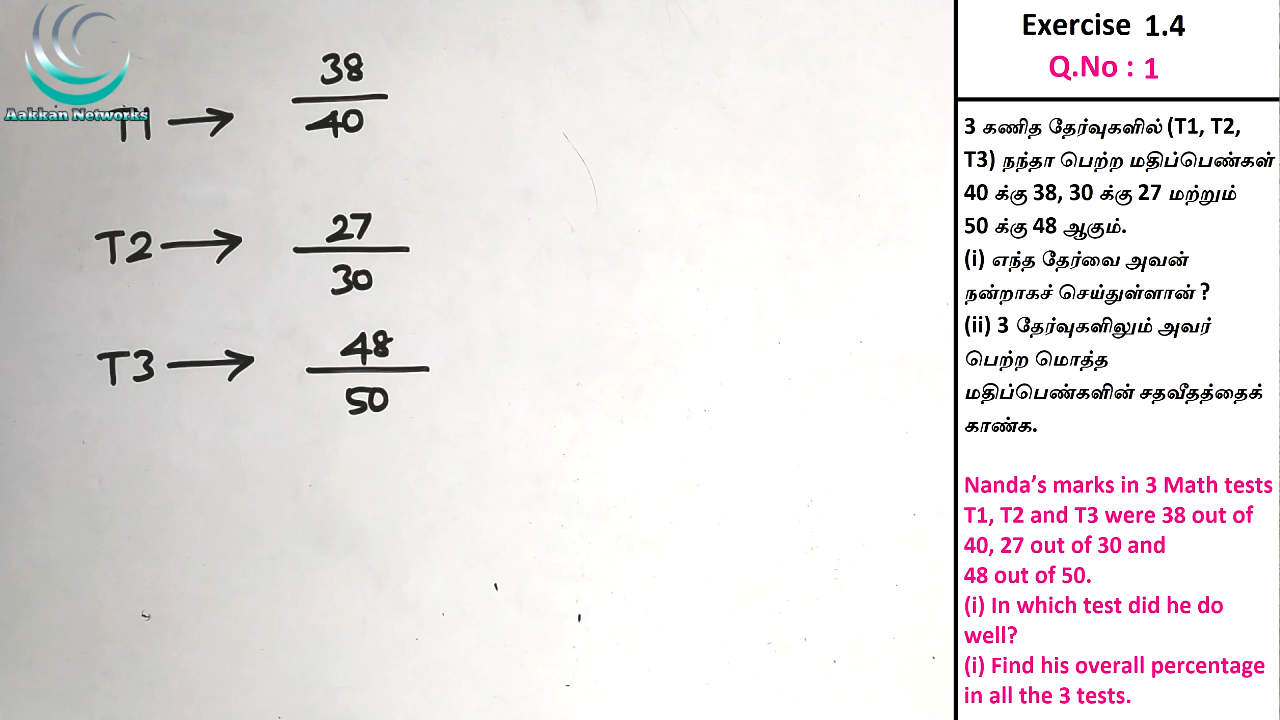 Aakkan Networks
T1 → 38/40
T2 → 27/30
T3 → 48/50
Exercise 1.4
Q.No : 1
3 கணித தேர்வுகளில் (T1, T2,
T3) நந்தா பெற்ற மதிப்பெண்கள்
40 க்கு 38, 30 க்கு 27 மற்றும்
50 க்கு 48 ஆகும்.
(i) எந்த தேர்வை அவன்
நன்றாகச் செய்துள்ளான் ?
(ii) 3 தேர்வுகளிலும் அவர்
பெற்ற மொத்த
மதிப்பெண்களின் சதவீதத்தைக்
காண்க.
Nanda's marks in 3 Math tests
T1, T2 and T3 were 38 out of
40, 27 out of 30 and
48 out of 50.
(i) In which test did he do
well?
(i) Find his overall percentage
in all the 3 tests.